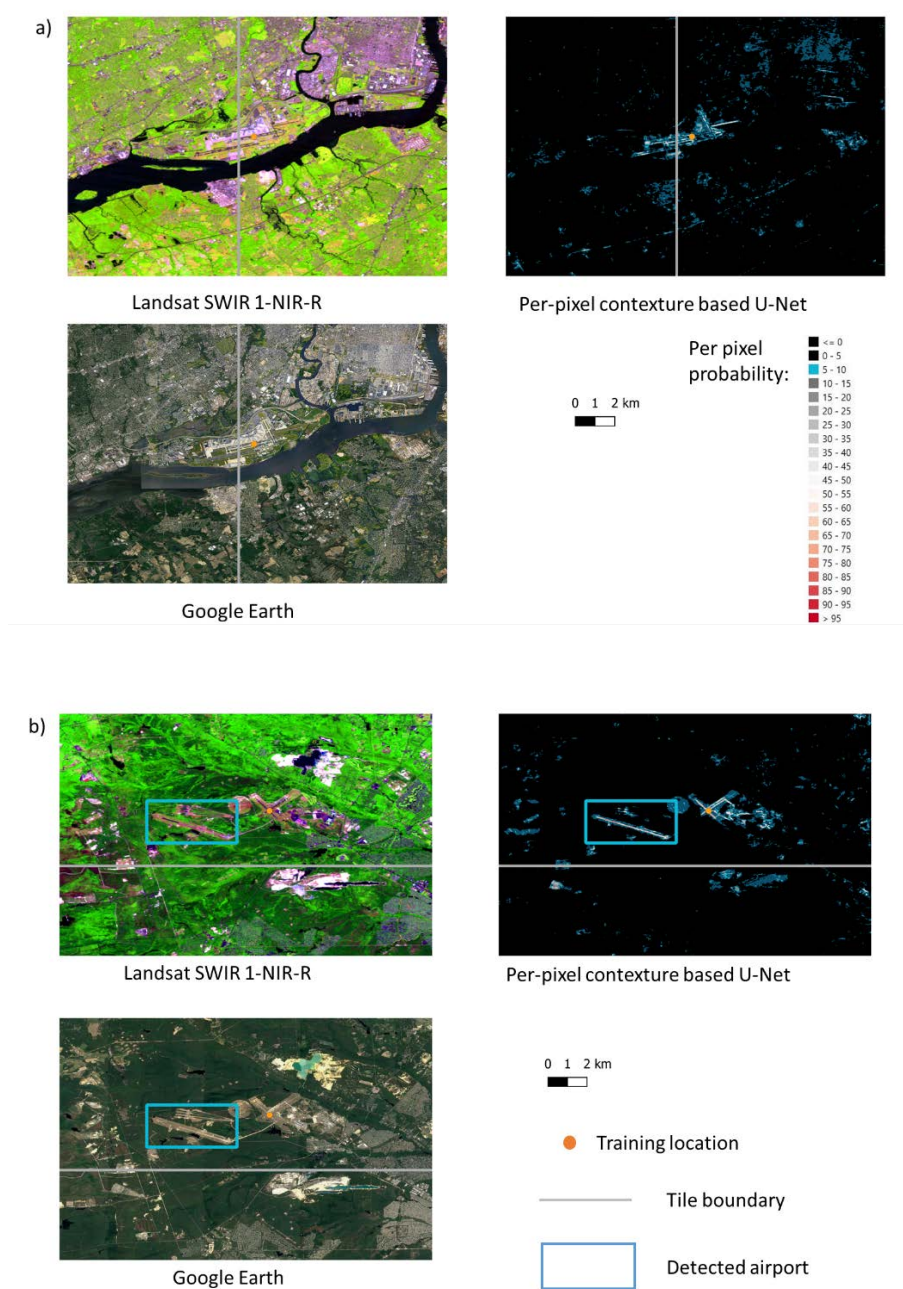 a)
Landsat SWIR 1-NIR-R
Per-pixel contexture based U-Net
Per pixel
probability:
<= 0
0 - 5
5 - 10
10 - 15
15 - 20
20 - 25
25 - 30
30 - 35
35 - 40
40 - 45
45 - 50
50 - 55
55 - 60
60 - 65
65 - 70
70 - 75
75 - 80
80 - 85
85 - 90
90 - 95
> 95
0 1 2 km
Google Earth
b)
Landsat SWIR 1-NIR-R
Per-pixel contexture based U-Net
0 1 2 km
Training location
Tile boundary
Detected airport
Google Earth